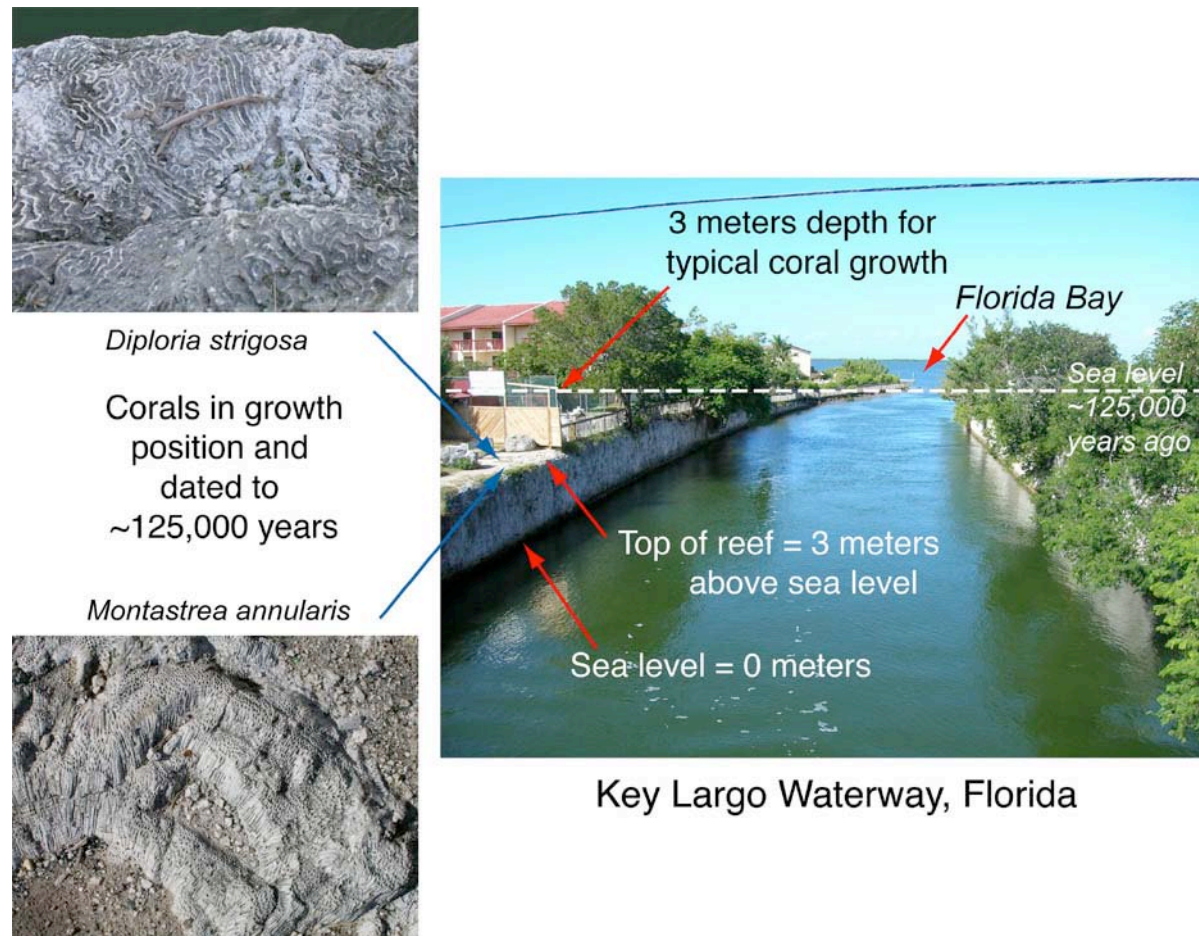 Diploria strigosa
Corals in growth
position and
dated to
~125,000 years
Montastrea annularis
3 meters depth for
typical coral growth
Florida Bay
Sea level
~125,000
years ago
Top of reef = 3 meters
above sea level
Sea level = 0 meters
Key Largo Waterway, Florida